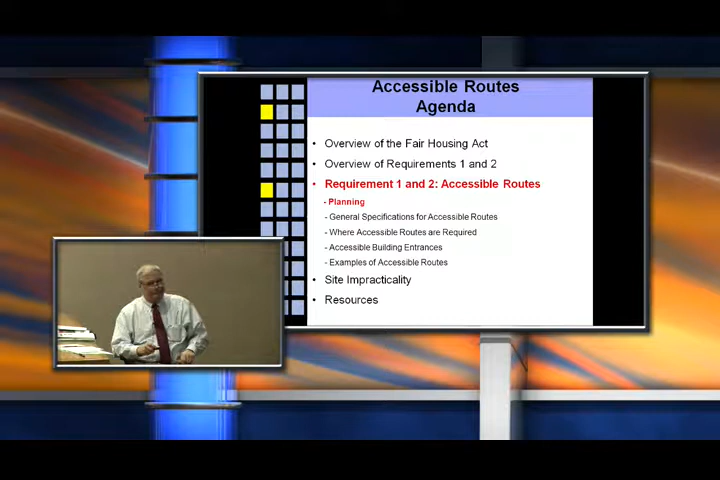 Accessible Routes
Agenda
• Overview of the Fair Housing Act
• Overview of Requirements 1 and 2
• Requirement 1 and 2: Accessible Routes
- Planning
- General Specifications for Accessible Routes
- Where Accessible Routes are Required
- Accessible Building Entrances
- Examples of Accessible Routes
• Site Impracticality
• Resources